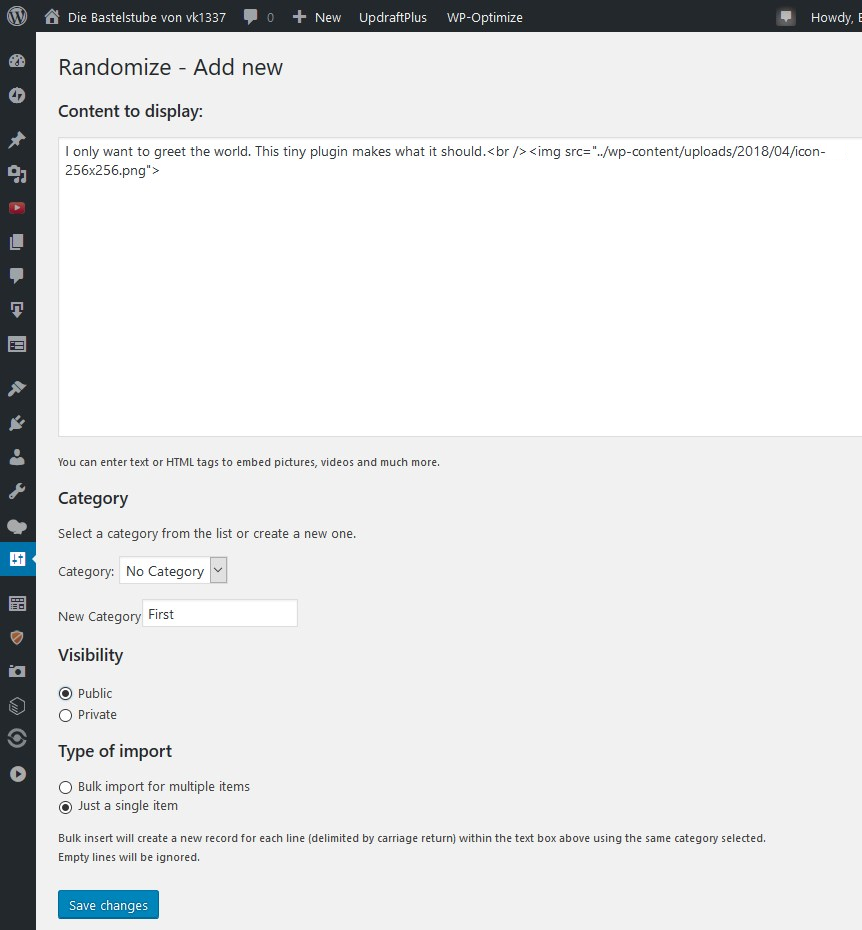 Die Bastelstube von vk1337 0 New UpdraftPlus WP-Optimize Howdy,
Randomize - Add new
Content to display:
I only want to greet the world. This tiny plugin makes what it should.<br /><img src="../wp-content/uploads/2018/04/icon-
256x256.png">
You can enter text or HTML tags to embed pictures, videos and much more.
Category
Select a category from the list or create a new one.
Category: No Category
New Category First
Visibility
Public
Private
Type of import
Bulk import for multiple items
Just a single item
Bulk insert will create a new record for each line (delimited by carriage return) within the text box above using the same category selected.
Empty lines will be ignored.
Save changes